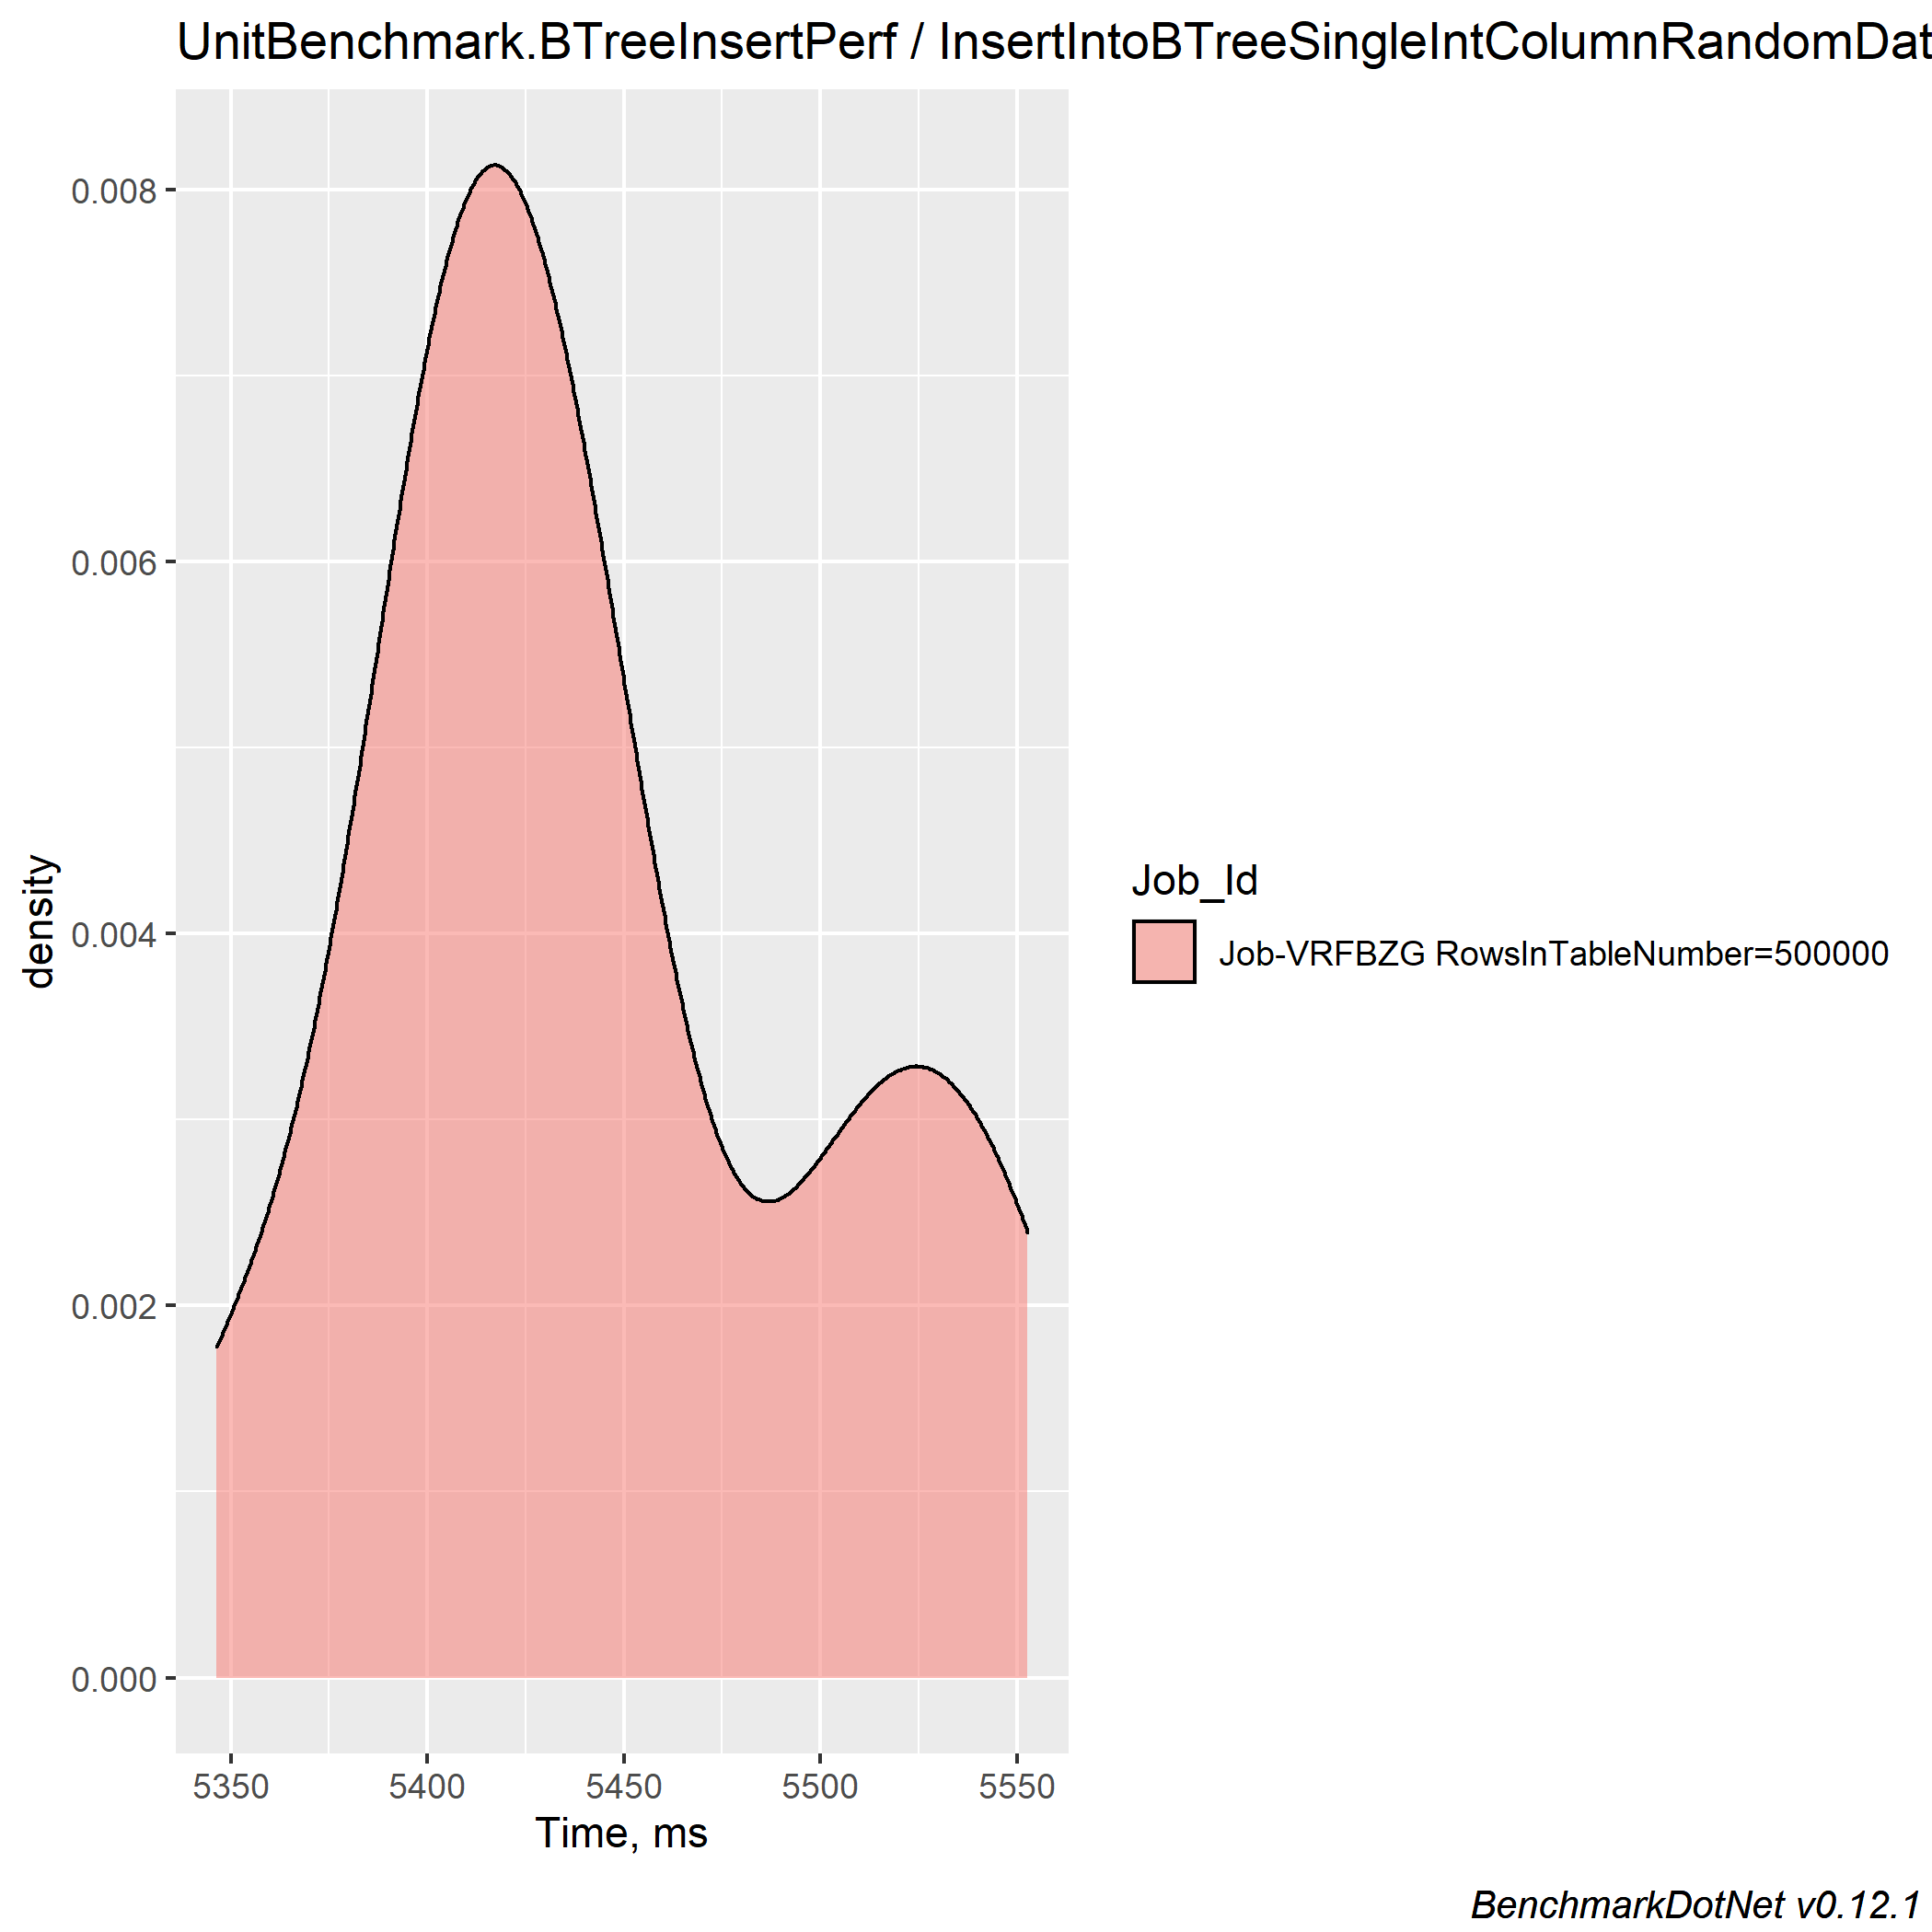 UnitBenchmark.BTreeInsertPerf / InsertIntoBTreeSingleIntColumnRandomDat
0.008
0.006
0.004
0.002
0.000
density
5350 5400 5450 5500 5550
Time, ms
Job_Id
Job-VRFBZG RowsInTableNumber=500000
BenchmarkDotNet v0.12.1